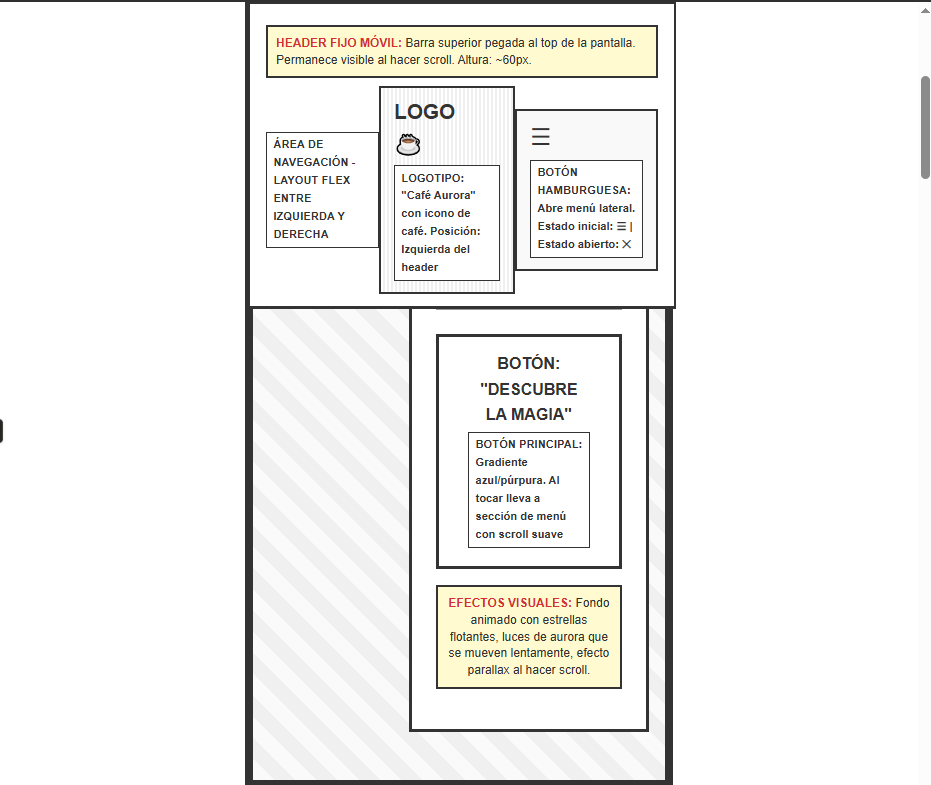 HEADER FIJO MÓVIL: Barra superior pegada al top de la pantalla.
Permanece visible al hacer scroll. Altura: ~60px.
ÁREA DE
NAVEGACIÓN -
LAYOUT FLEX
ENTRE
IZQUIERDA Y
DERECHA
LOGO
LOGOTIPO:
"Café Aurora"
con icono de
café. Posición:
Izquierda del
header
☰
BOTÓN
HAMBURGUESA:
Abre menú lateral.
Estado inicial: ☰ |
Estado abierto: ✕
BOTÓN:
"DESCUBRE
LA MAGIA"
BOTÓN PRINCIPAL:
Gradiente
azul/púrpura. Al
tocar lleva a
sección de menú
con scroll suave
EFECTOS VISUALES: Fondo
animado con estrellas
flotantes, luces de aurora que
se mueven lentamente, efecto
parallax al hacer scroll.